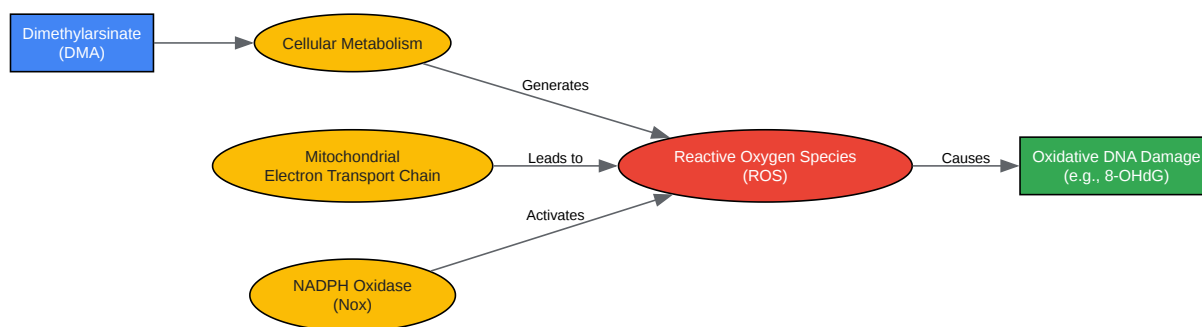 Dimethylarsinate
(DMA)
Cellular Metabolism
Generates
Mitochondrial
Electron Transport Chain
Leads to
Reactive Oxygen Species
(ROS)
Causes
Oxidative DNA Damage
(e.g., 8-OHdG)
Activates
NADPH Oxidase
(Nox)